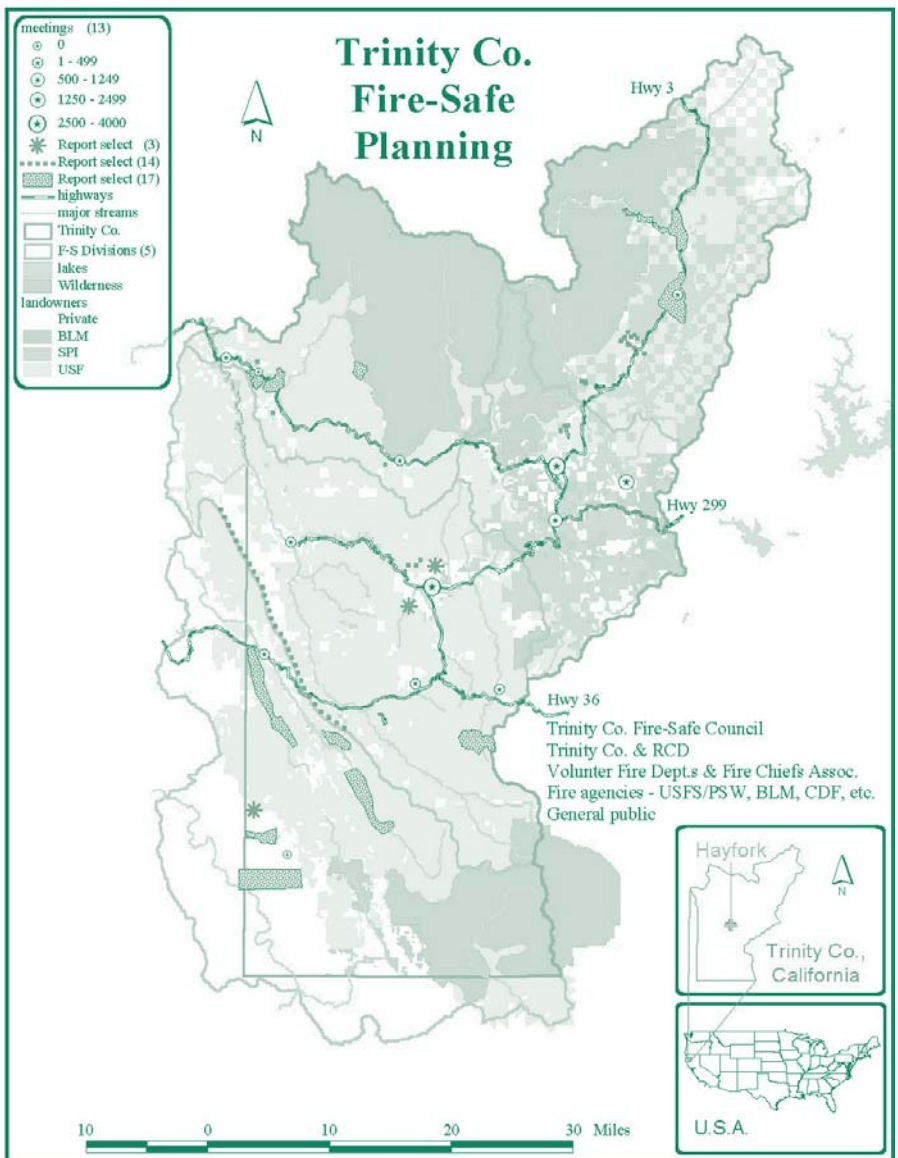 Trinity Co.
Fire-Safe
Planning
meetings (13)
0
1 - 499
500 - 1249
1250 - 2499
2500 - 4000
Report select (3)
Report select (14)
Report select (17)
highways
major streams
Trinity Co.
F-S Divisions (5)
lakes
Wilderness
landowners
Private
BLM
SPI
USF
N
Hwy 3
Hwy 299
Hwy 36
Trinity Co. Fire-Safe Council
Trinity Co. & RCD
Volunter Fire Dept.s & Fire Chiefs Assoc.
Fire agencies - USFS/PSW, BLM, CDF, etc.
General public
Hayfork
N
Trinity Co.,
California
U.S.A.
10 0 10 20 30 Miles